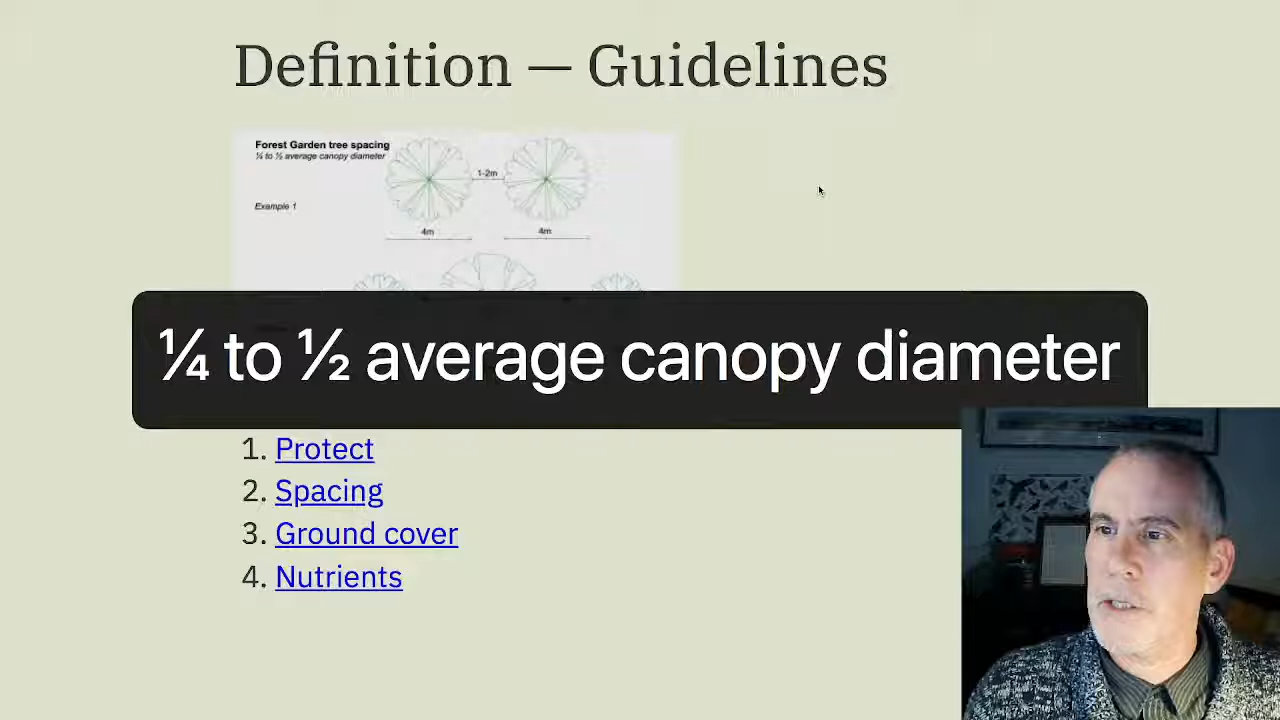 Definition — Guidelines
Forest Garden tree spacing
¼ to ½ average canopy diameter
1-2m
Example 1
4m 4m
¼ to ½ average canopy diameter
1. Protect
2. Spacing
3. Ground cover
4. Nutrients